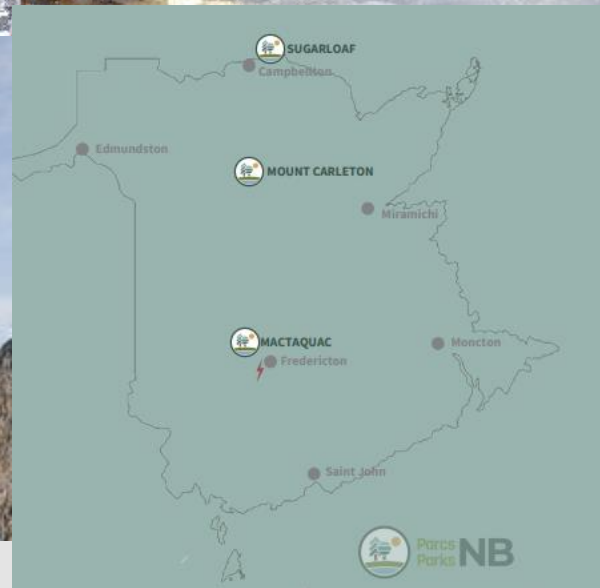 SUGARLOAF
Campbellton
Edmundston
MOUNT CARLETON
Miramichi
MACTAQUAC
Moncton
Fredericton
Saint John
Parcs
Parks
NB